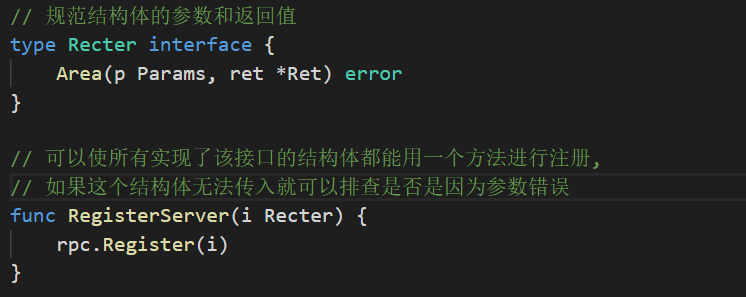 // 规范结构体的参数和返回值
type Recter interface {
    Area(p Params, ret *Ret) error
}

// 可以使所有实现了该接口的结构体都能用一个方法进行注册,
// 如果这个结构体无法传入就可以排查是否是因为参数错误
func RegisterServer(i Recter) {
    rpc.Register(i)
}